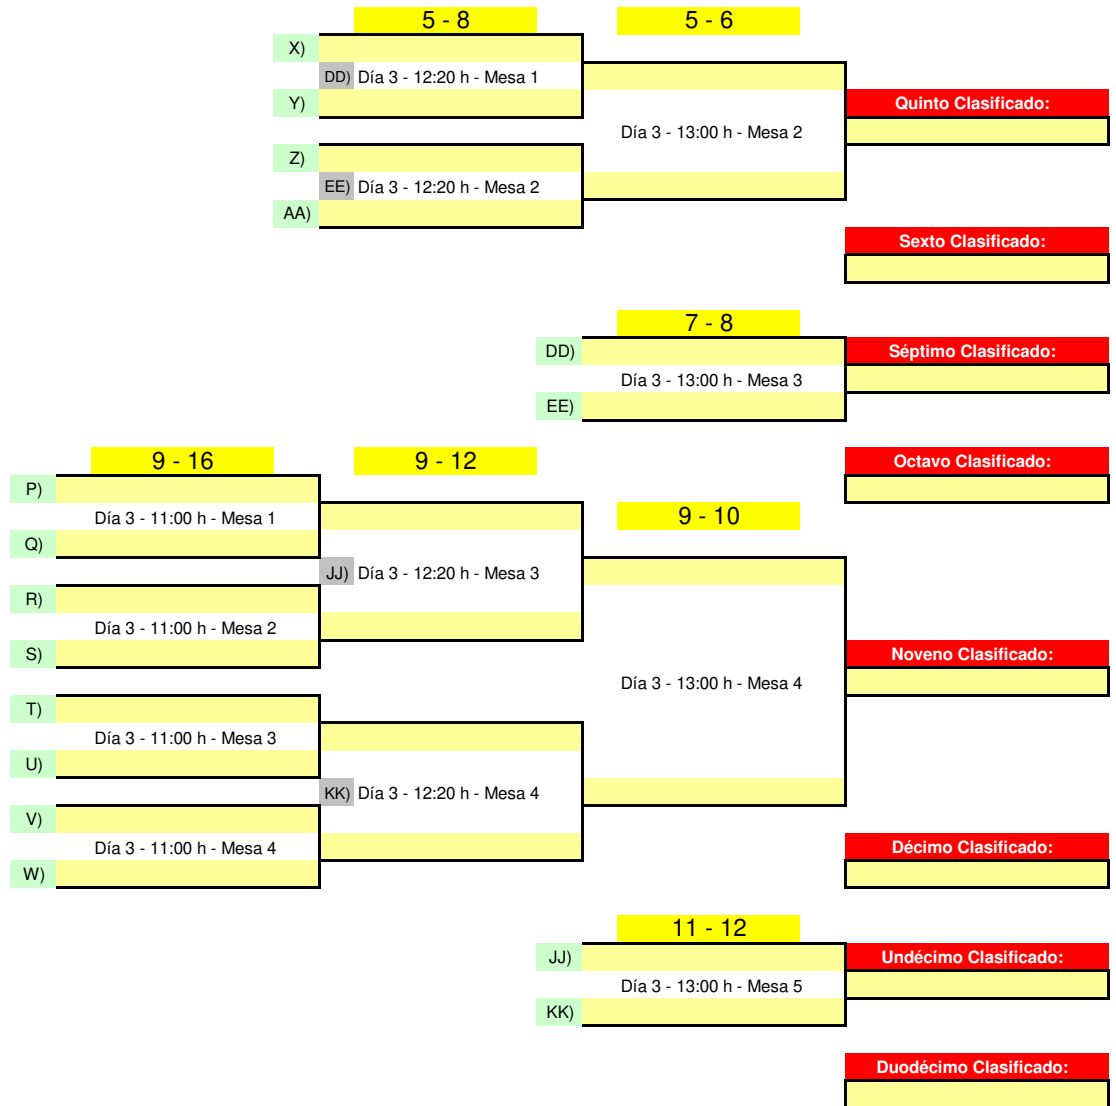 5 - 8
5 - 6
X)
DD) Día 3 - 12:20 h - Mesa 1
Y)
Quinto Clasificado:
Día 3 - 13:00 h - Mesa 2
Z)
EE) Día 3 - 12:20 h - Mesa 2
AA)
Sexto Clasificado:
7 - 8
DD)
Séptimo Clasificado:
Día 3 - 13:00 h - Mesa 3
EE)
9 - 16
9 - 12
Octavo Clasificado:
P)
Día 3 - 11:00 h - Mesa 1
9 - 10
Q)
JJ) Día 3 - 12:20 h - Mesa 3
R)
Día 3 - 11:00 h - Mesa 2
S)
Noveno Clasificado:
Día 3 - 13:00 h - Mesa 4
T)
Día 3 - 11:00 h - Mesa 3
U)
KK) Día 3 - 12:20 h - Mesa 4
V)
Día 3 - 11:00 h - Mesa 4
Décimo Clasificado:
W)
11 - 12
JJ)
Undécimo Clasificado:
Día 3 - 13:00 h - Mesa 5
KK)
Duodécimo Clasificado: